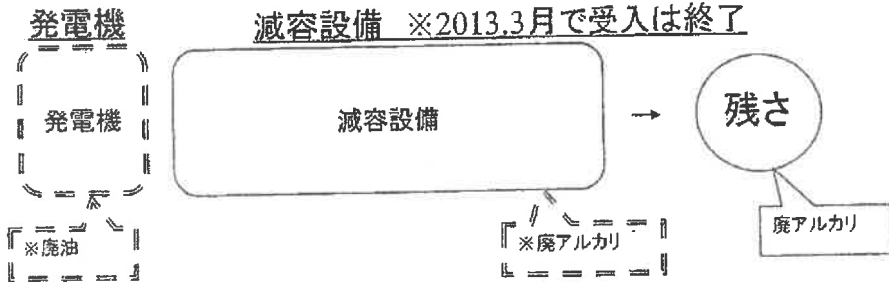 発電機
減容設備 ※2013.3月で受入は終了
発電機
減容設備
→
残さ
※廃油
※廃アルカリ
廃アルカリ